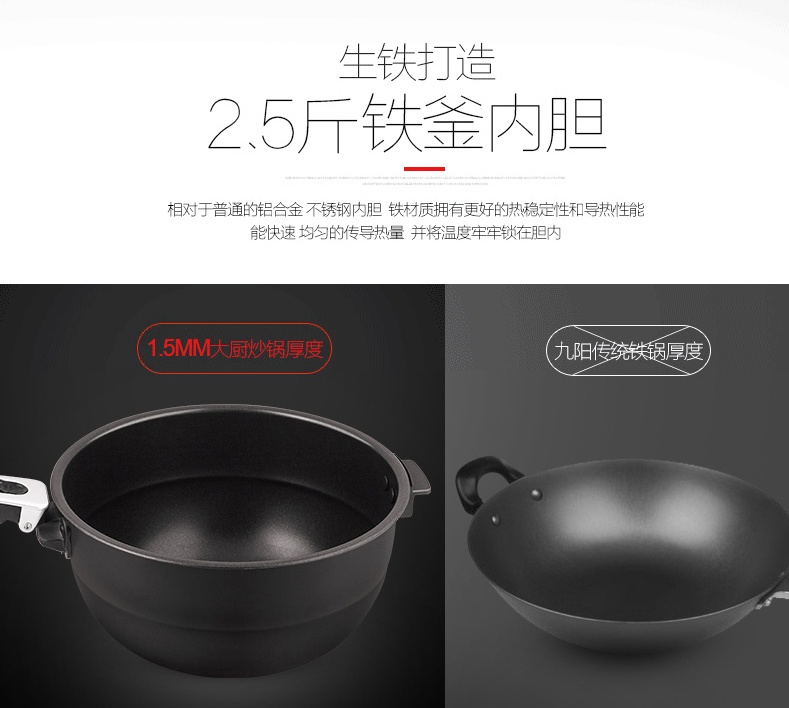 生铁打造
2.5斤铁釜内胆
相对于普通的铝合金 不锈钢内胆 铁材质拥有更好的热稳定性和导热性能
能快速 均匀的传导热量 并将温度牢牢锁在胆内
1.5MM大厨炒锅厚度
九阳传统铁锅厚度